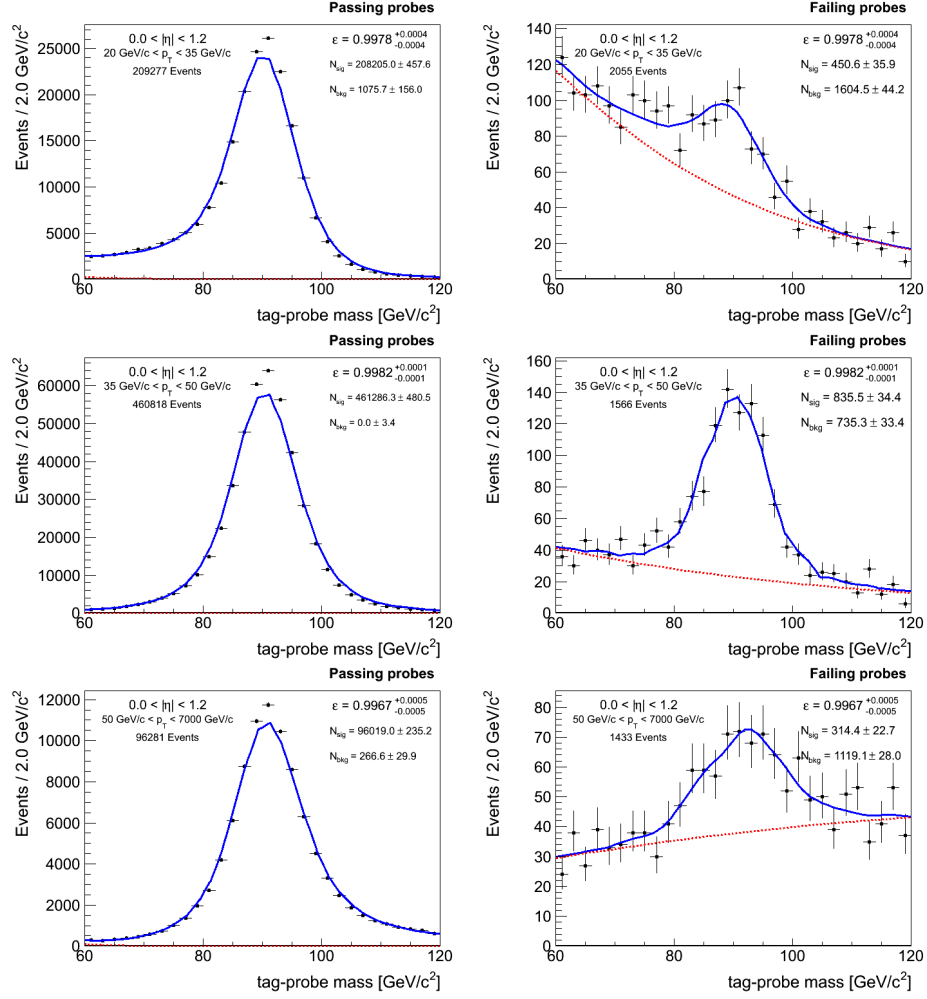 Passing probes
Events / 2.0 GeV/c²
0.0 < |η| < 1.2
20 GeV/c < p_T < 35 GeV/c
209277 Events
ε = 0.9978 +0.0004 -0.0004
N_sig = 208205.0 ± 457.6
N_bkg = 1075.7 ± 156.0
25000
20000
15000
10000
5000
0
60 80 100 120
tag-probe mass [GeV/c²]
Failing probes
Events / 2.0 GeV/c²
0.0 < |η| < 1.2
20 GeV/c < p_T < 35 GeV/c
2055 Events
ε = 0.9978 +0.0004 -0.0004
N_sig = 450.6 ± 35.9
N_bkg = 1604.5 ± 44.2
140
120
100
80
60
40
20
0
60 80 100 120
tag-probe mass [GeV/c²]
Passing probes
Events / 2.0 GeV/c²
0.0 < |η| < 1.2
35 GeV/c < p_T < 50 GeV/c
460818 Events
ε = 0.9982 +0.0001 -0.0001
N_sig = 461286.3 ± 480.5
N_bkg = 0.0 ± 3.4
60000
50000
40000
30000
20000
10000
0
60 80 100 120
tag-probe mass [GeV/c²]
Failing probes
Events / 2.0 GeV/c²
0.0 < |η| < 1.2
35 GeV/c < p_T < 50 GeV/c
1566 Events
ε = 0.9982 +0.0001 -0.0001
N_sig = 835.5 ± 34.4
N_bkg = 735.3 ± 33.4
160
140
120
100
80
60
40
20
0
60 80 100 120
tag-probe mass [GeV/c²]
Passing probes
Events / 2.0 GeV/c²
0.0 < |η| < 1.2
50 GeV/c < p_T < 7000 GeV/c
96281 Events
ε = 0.9967 +0.0005 -0.0005
N_sig = 96019.0 ± 235.2
N_bkg = 266.6 ± 29.9
12000
10000
8000
6000
4000
2000
0
60 80 100 120
tag-probe mass [GeV/c²]
Failing probes
Events / 2.0 GeV/c²
0.0 < |η| < 1.2
50 GeV/c < p_T < 7000 GeV/c
1433 Events
ε = 0.9967 +0.0005 -0.0005
N_sig = 314.4 ± 22.7
N_bkg = 1119.1 ± 28.0
80
70
60
50
40
30
20
10
0
60 80 100 120
tag-probe mass [GeV/c²]